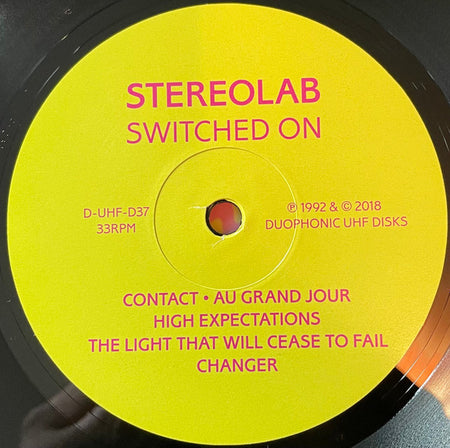 STEREOLAB
SWITCHED ON
D-UHF-D37
33RPM
℗ 1992 & © 2018
DUOPHONIC UHF DISKS
CONTACT • AU GRAND JOUR
HIGH EXPECTATIONS
THE LIGHT THAT WILL CEASE TO FAIL
CHANGER